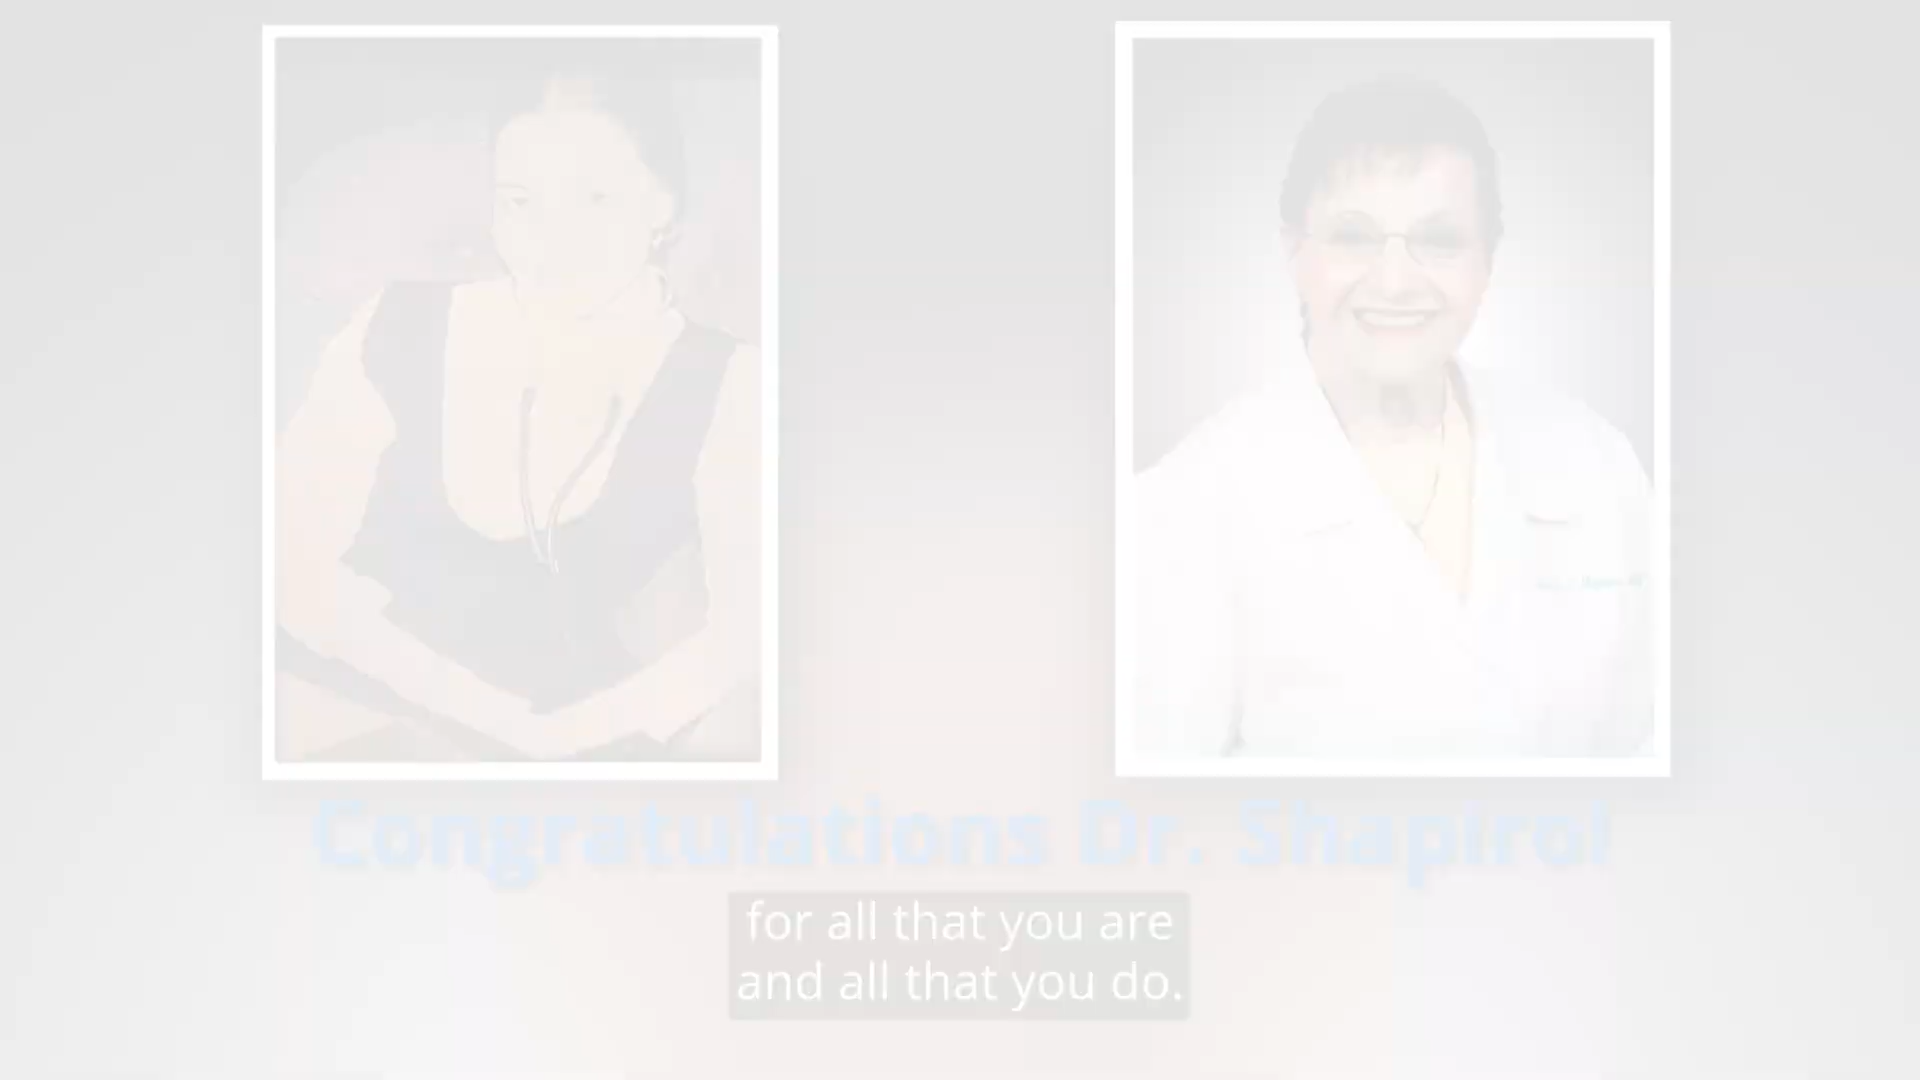 Congratulations Dr. Shapiro!
for all that you are
and all that you do.